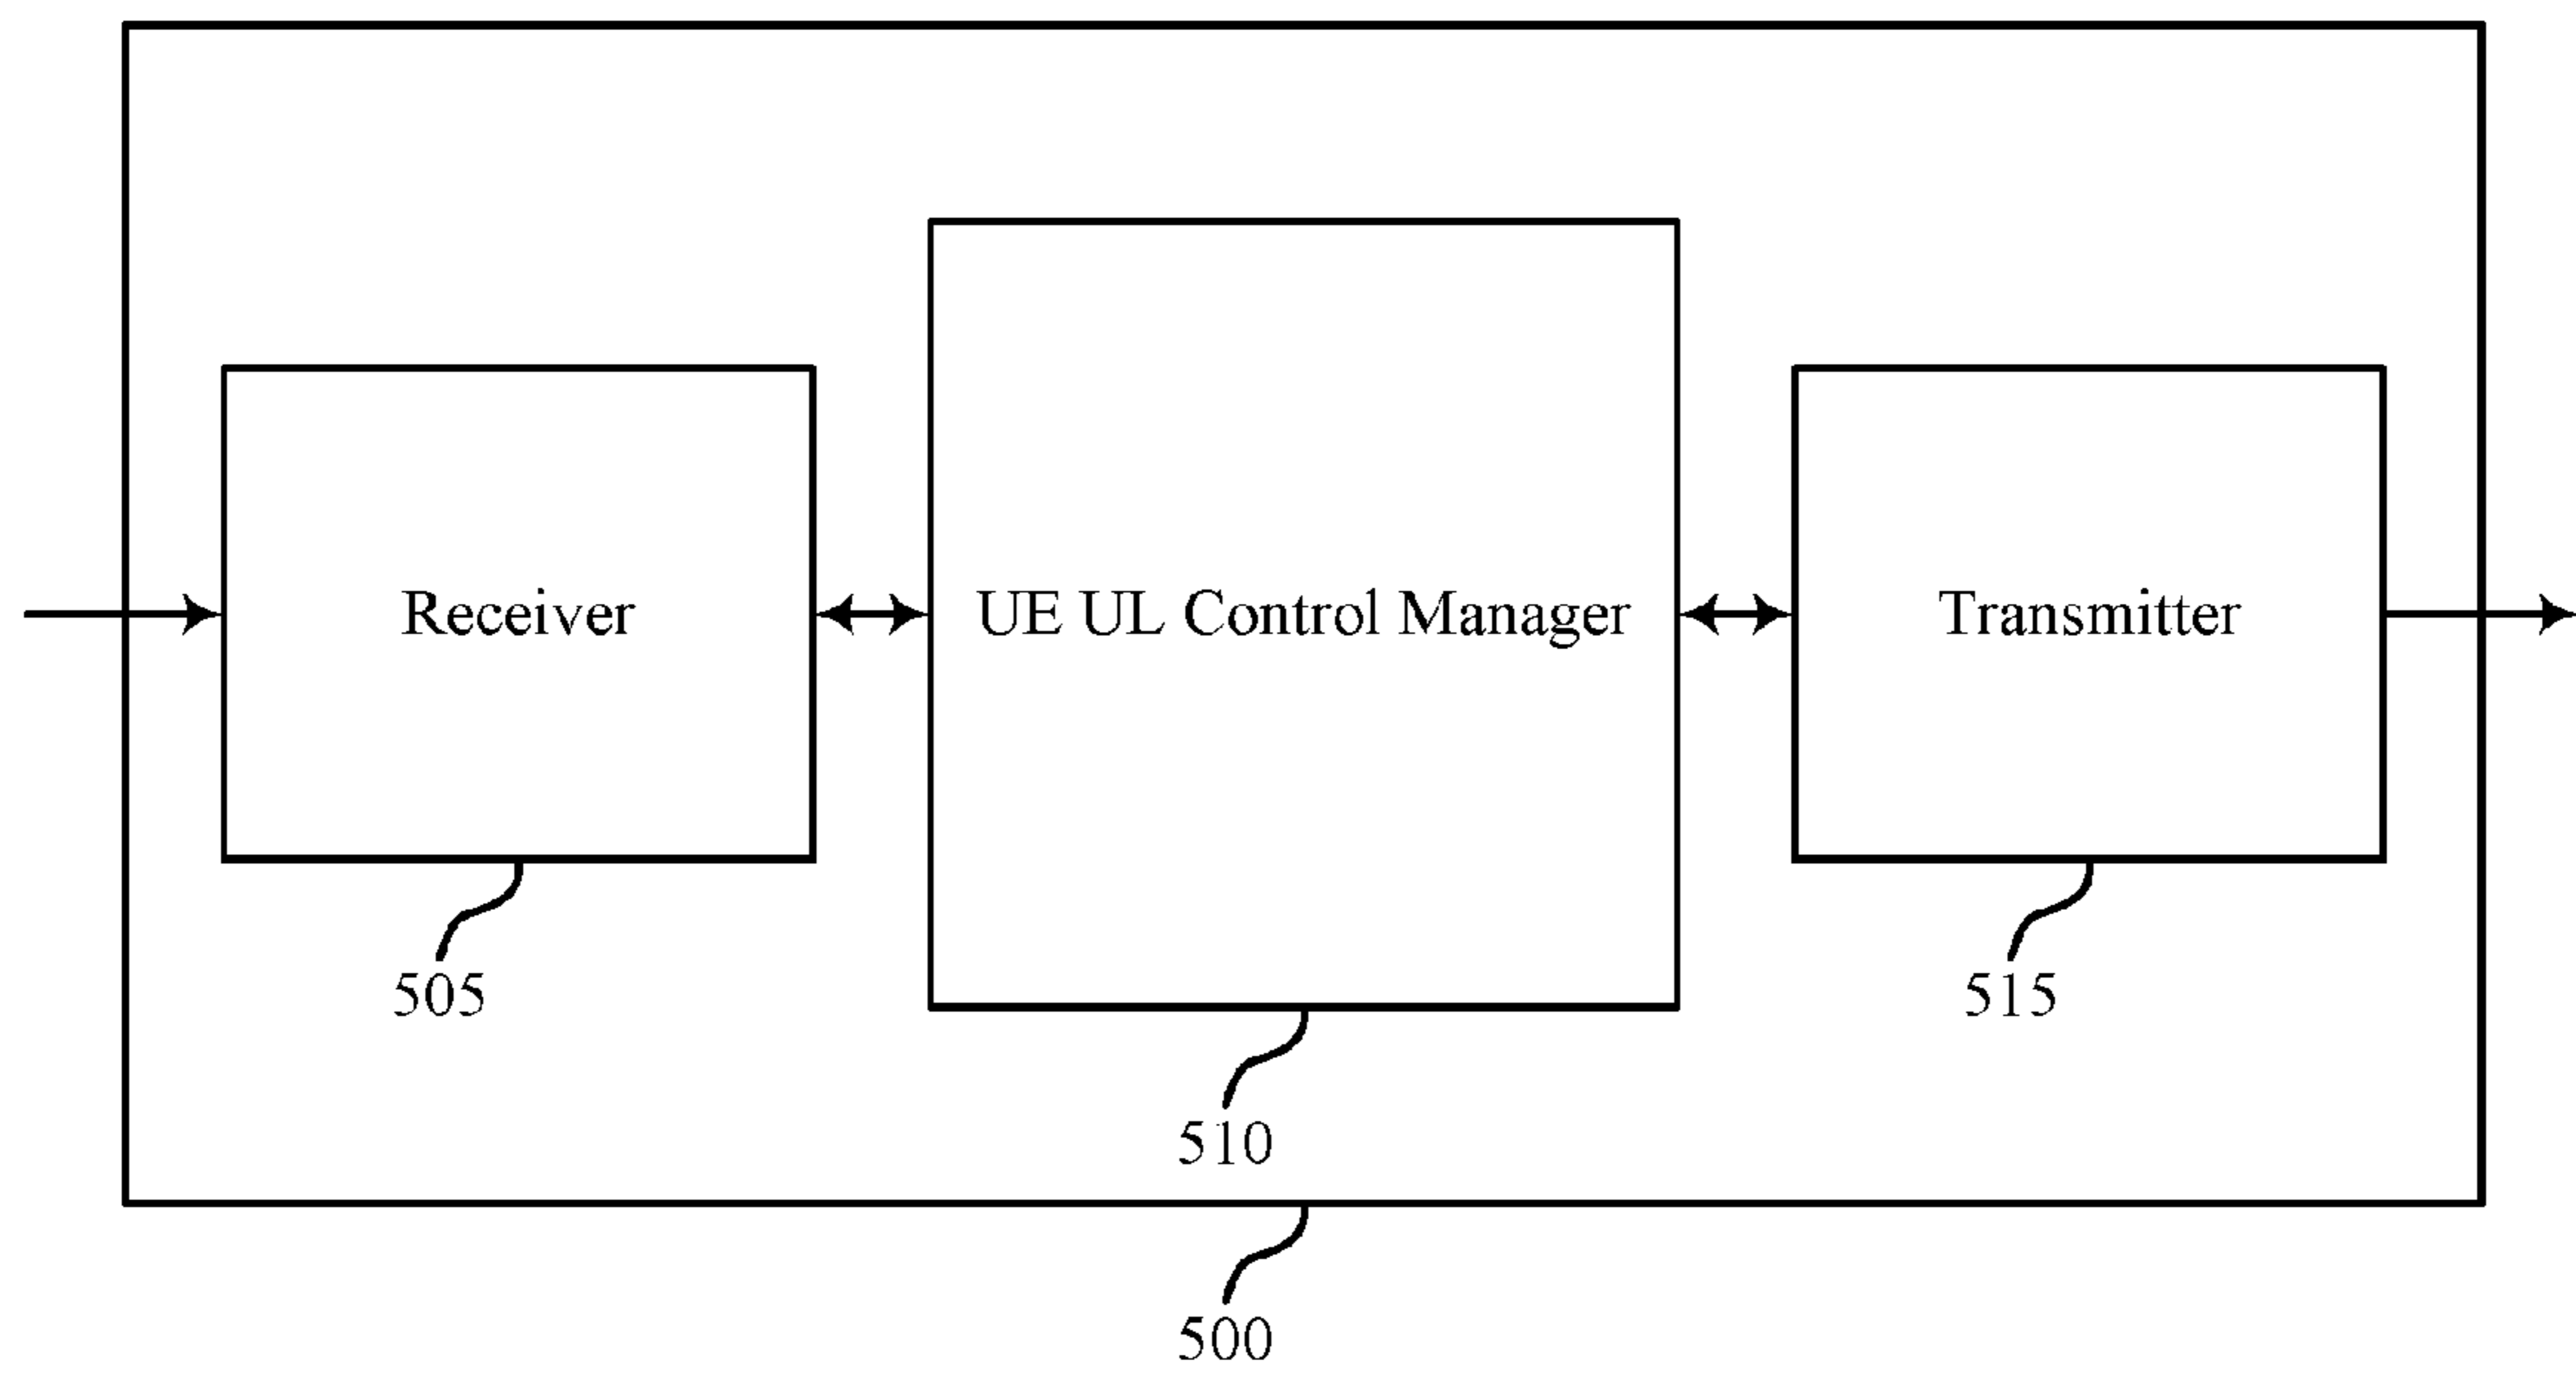 Receiver
UE UL Control Manager
Transmitter
505
515
510
500